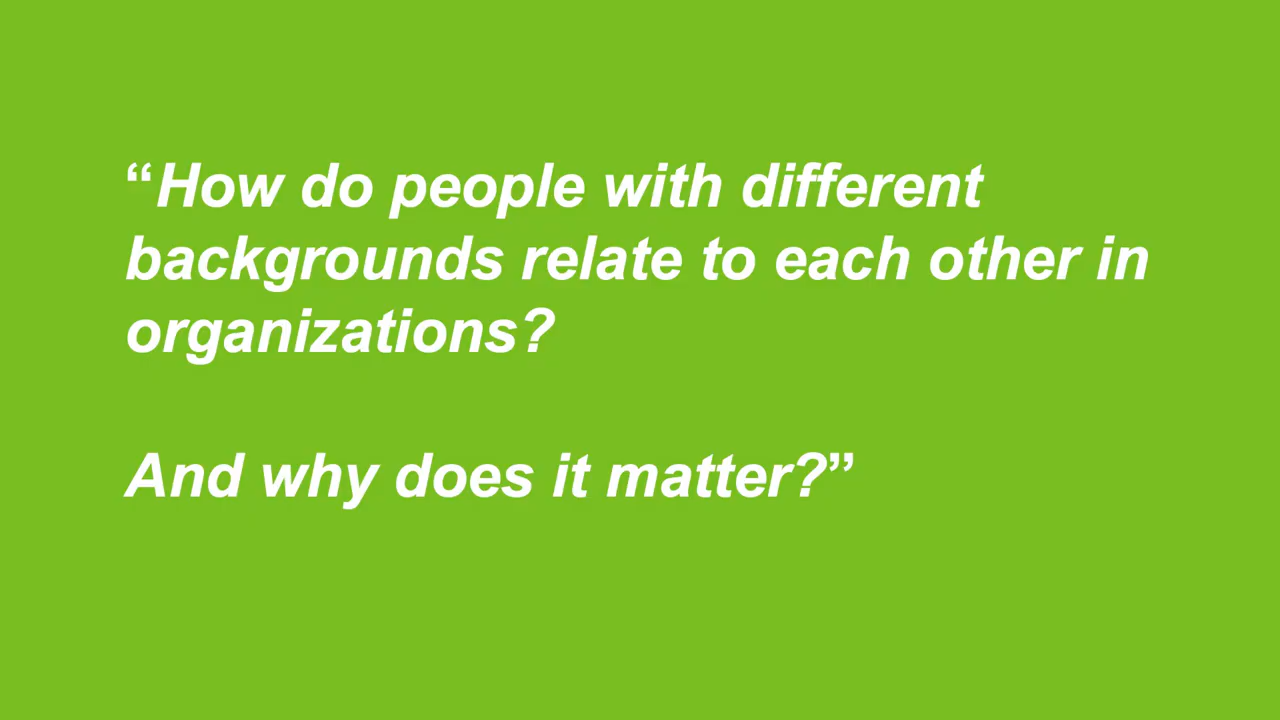 “How do people with different
backgrounds relate to each other in
organizations?
And why does it matter?”